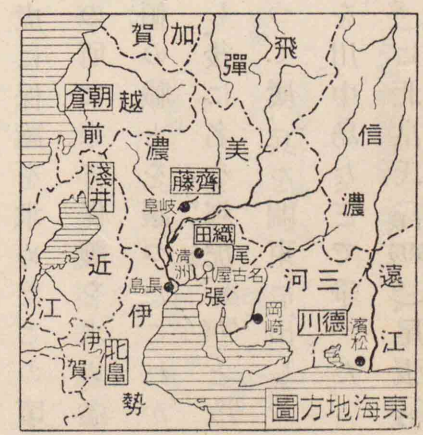 加賀
飛彈
越前
朝倉
美濃
信濃
淺井
齊藤
岐阜
織田
清洲
尾張
名古屋
近江
長島
三河
遠江
伊勢
岡崎
德川
濱松
伊賀
北畠
東海地方圖